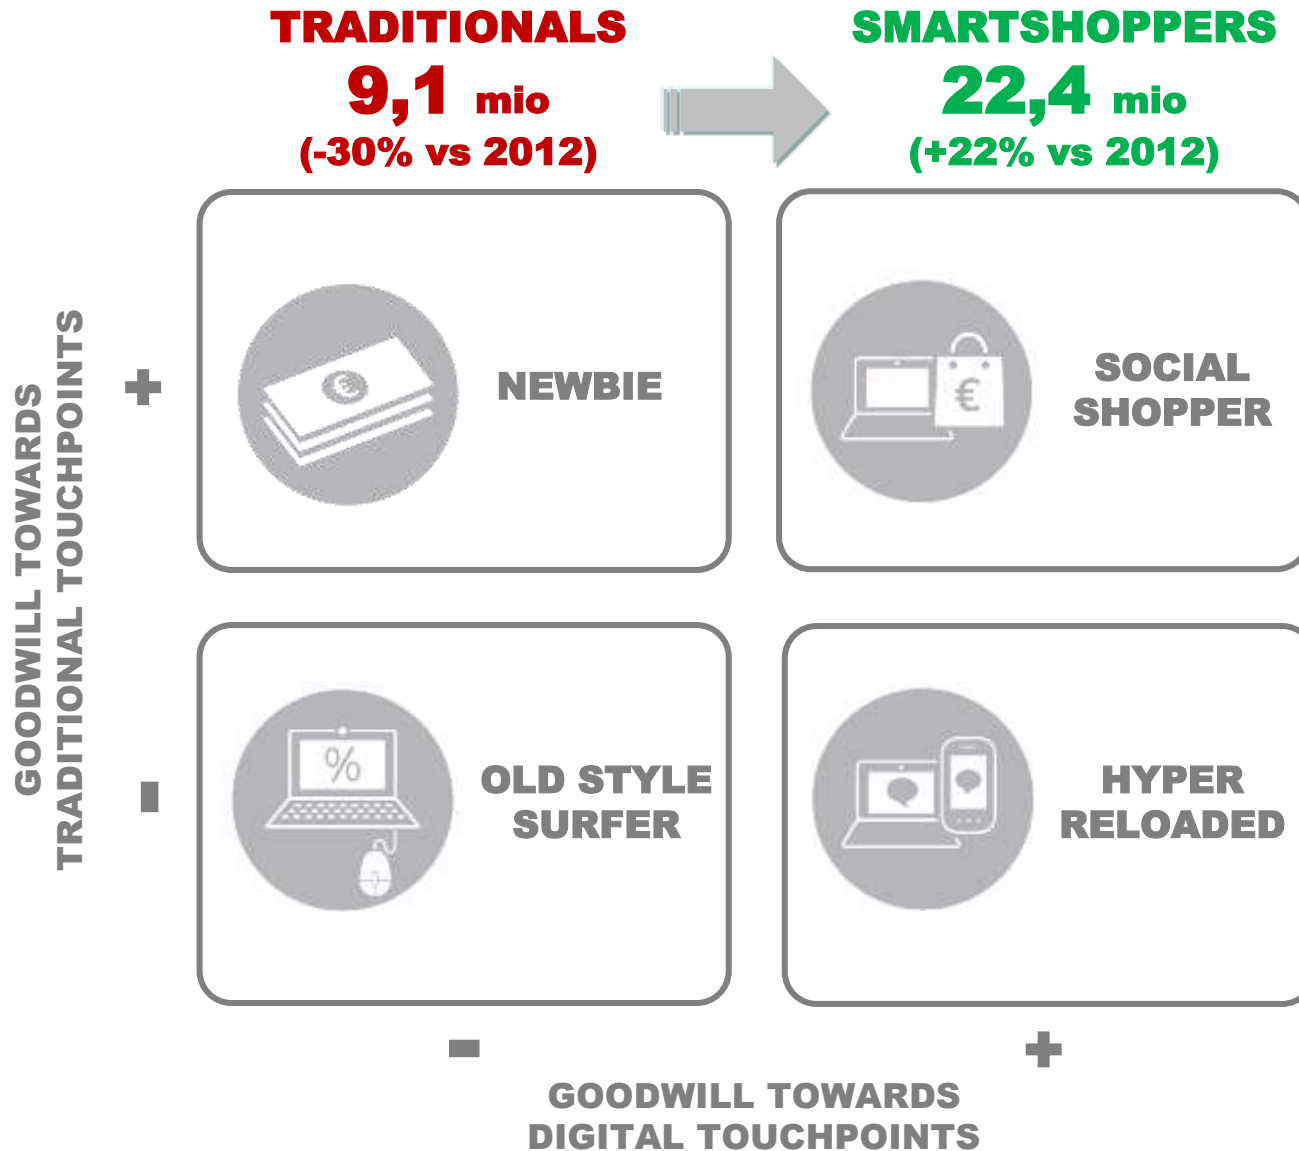 TRADITIONALS
9,1 mio
(-30% vs 2012)
SMARTSHOPPERS
22,4 mio
(+22% vs 2012)
GOODWILL TOWARDS
TRADITIONAL TOUCHPOINTS
+
€
NEWBIE
€
SOCIAL
SHOPPER
-
%
OLD STYLE
SURFER
HYPER
RELOADED
-
+
GOODWILL TOWARDS
DIGITAL TOUCHPOINTS